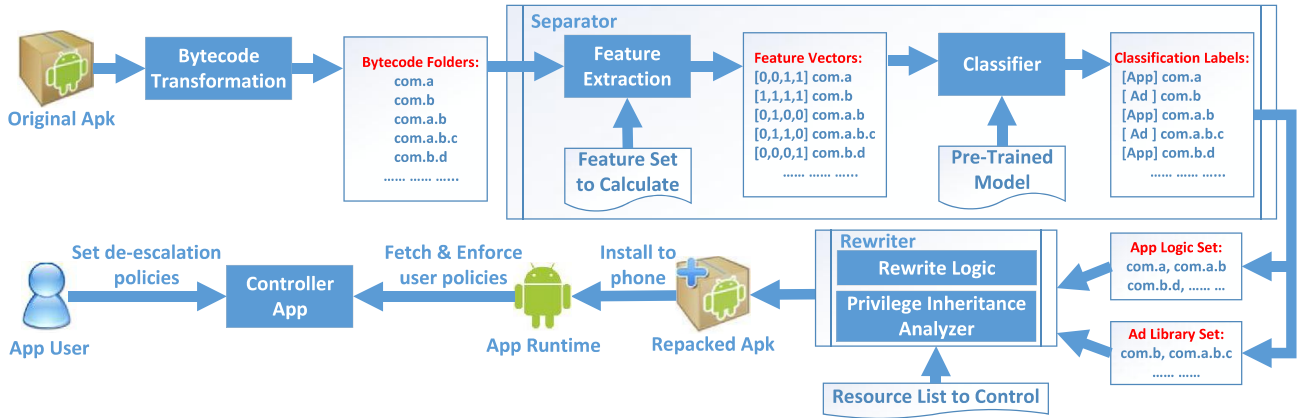 Original Apk
Bytecode
Transformation
Bytecode Folders:
com.a
com.b
com.a.b
com.a.b.c
com.b.d
...... ...... ......
Separator
Feature
Extraction
Feature Set
to Calculate
Feature Vectors:
[0,0,1,1] com.a
[1,1,1,1] com.b
[0,1,0,0] com.a.b
[0,1,1,0] com.a.b.c
[0,0,0,1] com.b.d
...... ...... ......
Classifier
Pre-Trained
Model
Classification Labels:
[App] com.a
[ Ad ] com.b
[App] com.a.b
[ Ad ] com.a.b.c
[App] com.b.d
...... ...... ......
App Logic Set:
com.a, com.a.b
com.b.d, ...... ...
Ad Library Set:
com.b, com.a.b.c
...... ......
Rewriter
Rewrite Logic
Privilege Inheritance
Analyzer
Resource List to Control
Repacked Apk
Install to
phone
App Runtime
Fetch & Enforce
user policies
Controller
App
Set de-escalation
policies
App User